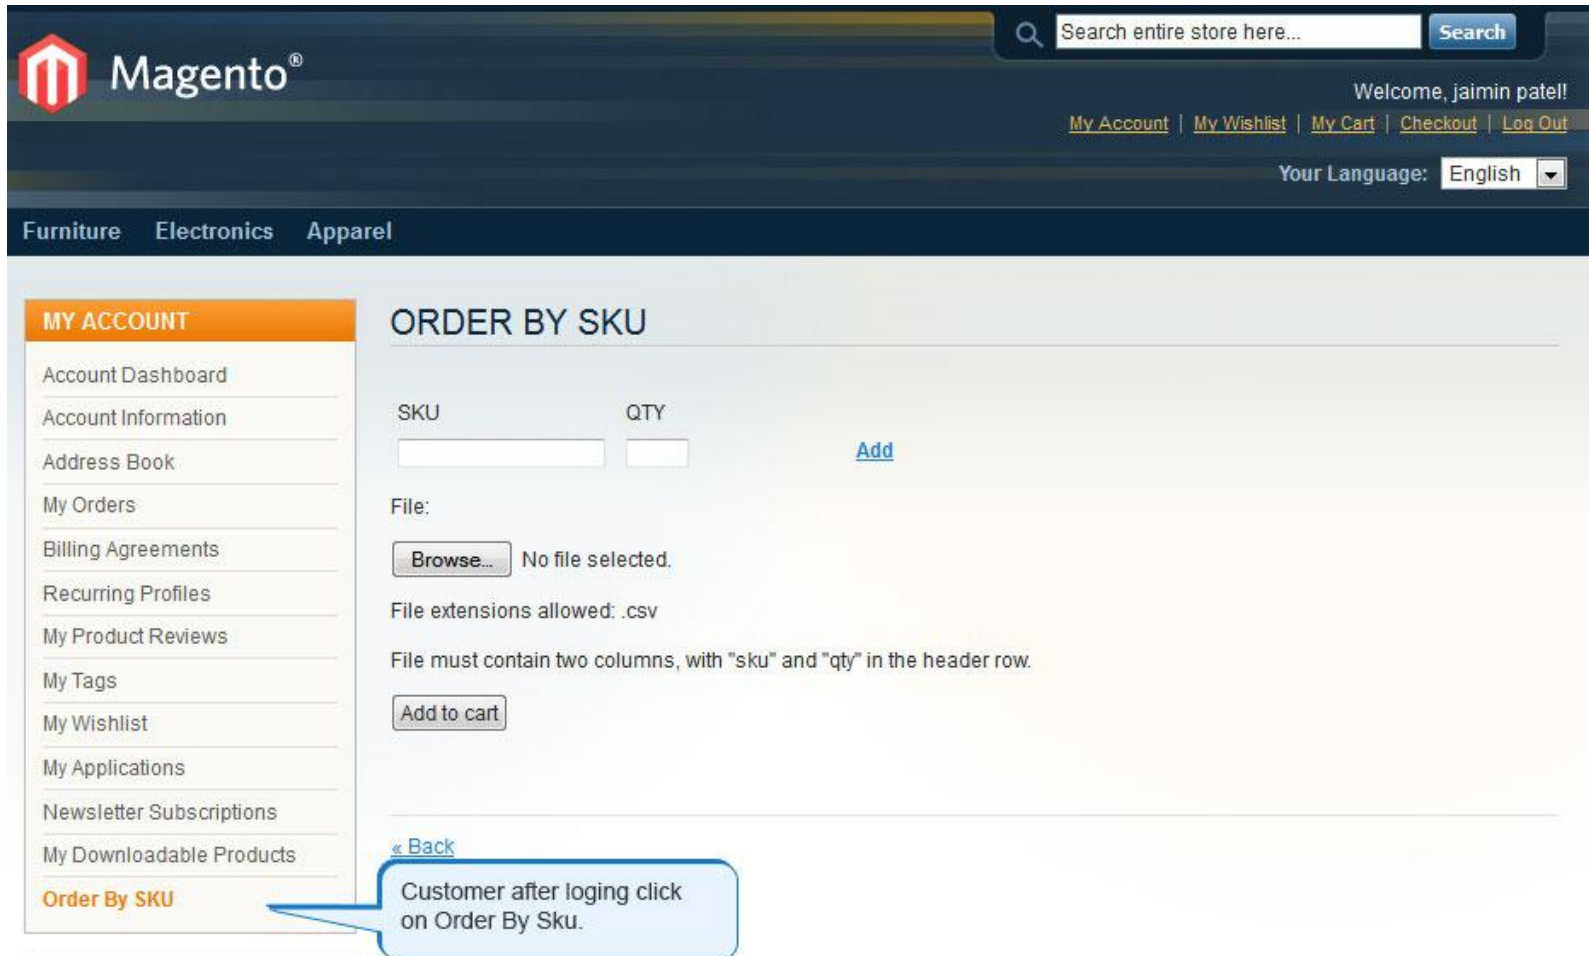 Magento®
Search entire store here...
Search
Welcome, jaimin patel!
My Account | My Wishlist | My Cart | Checkout | Log Out
Your Language: English
Furniture Electronics Apparel
MY ACCOUNT
Account Dashboard
Account Information
Address Book
My Orders
Billing Agreements
Recurring Profiles
My Product Reviews
My Tags
My Wishlist
My Applications
Newsletter Subscriptions
My Downloadable Products
Order By SKU
ORDER BY SKU
SKU QTY
Add
File:
Browse... No file selected.
File extensions allowed: .csv
File must contain two columns, with "sku" and "qty" in the header row.
Add to cart
« Back
Customer after loging click
on Order By Sku.